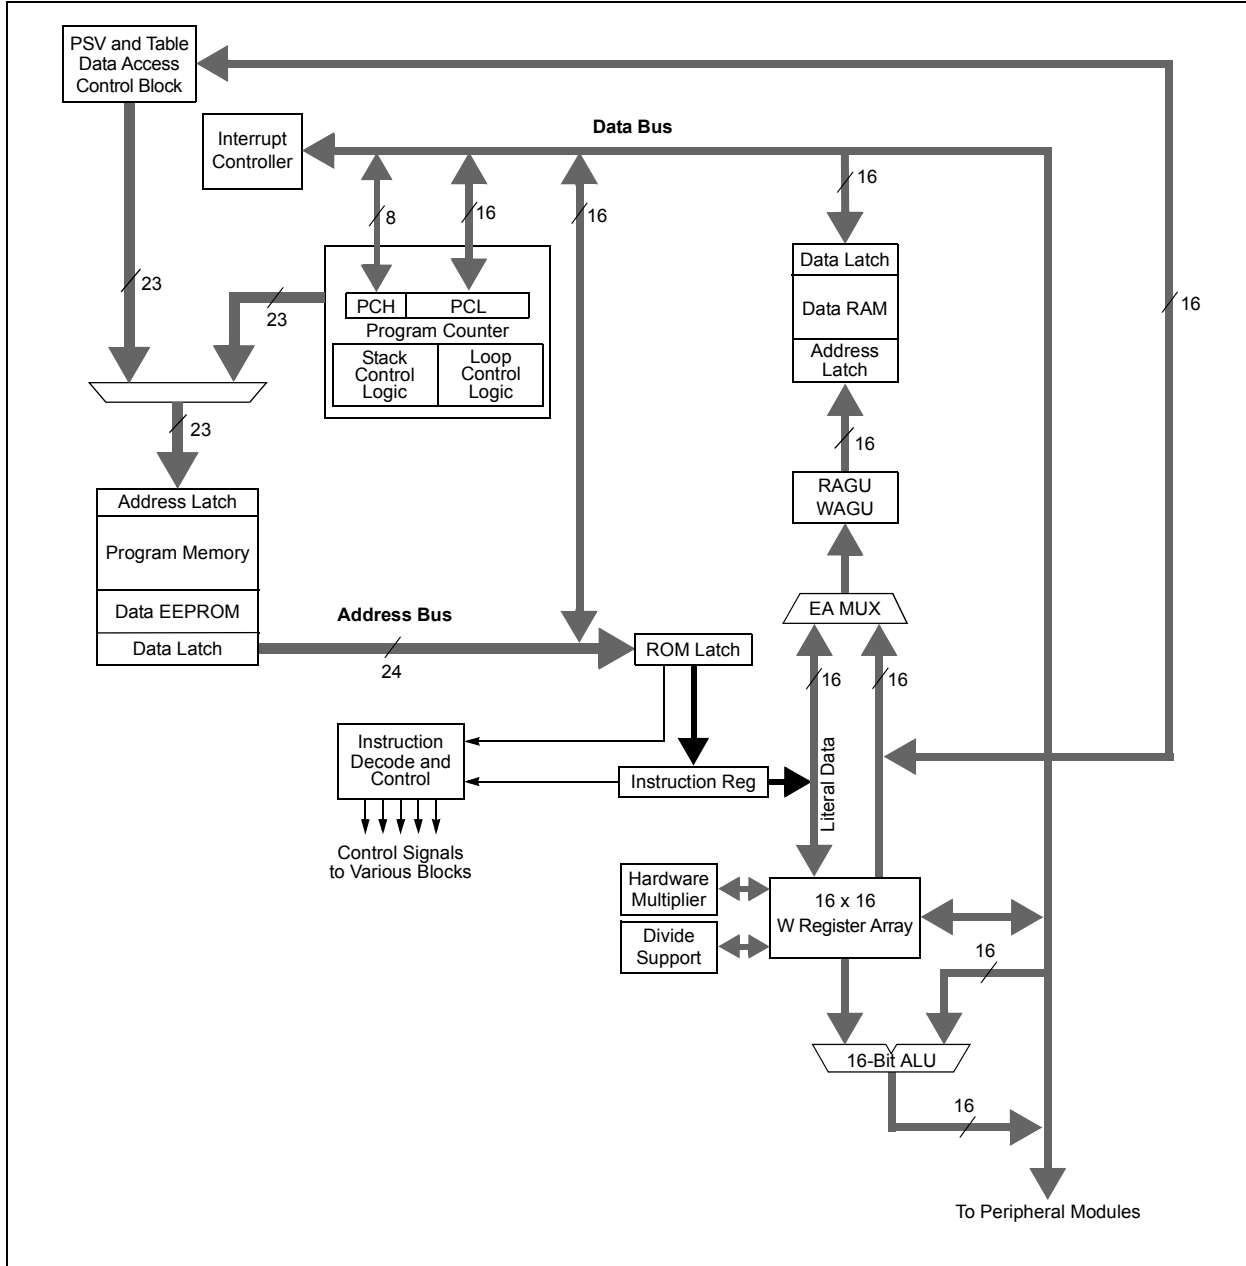 PSV and Table
Data Access
Control Block
Data Bus
Interrupt
Controller
16
8
16
16
Data Latch
23
PCH
PCL
Data RAM
16
23
Program Counter
Stack
Control
Logic
Loop
Control
Logic
Address
Latch
23
16
RAGU
WAGU
Address Latch
Program Memory
Data EEPROM
Data Latch
Address Bus
24
EA MUX
ROM Latch
16
16
Instruction
Decode and
Control
Instruction Reg
Literal Data
Control Signals
to Various Blocks
Hardware
Multiplier
16 x 16
W Register Array
Divide
Support
16
16-Bit ALU
16
To Peripheral Modules